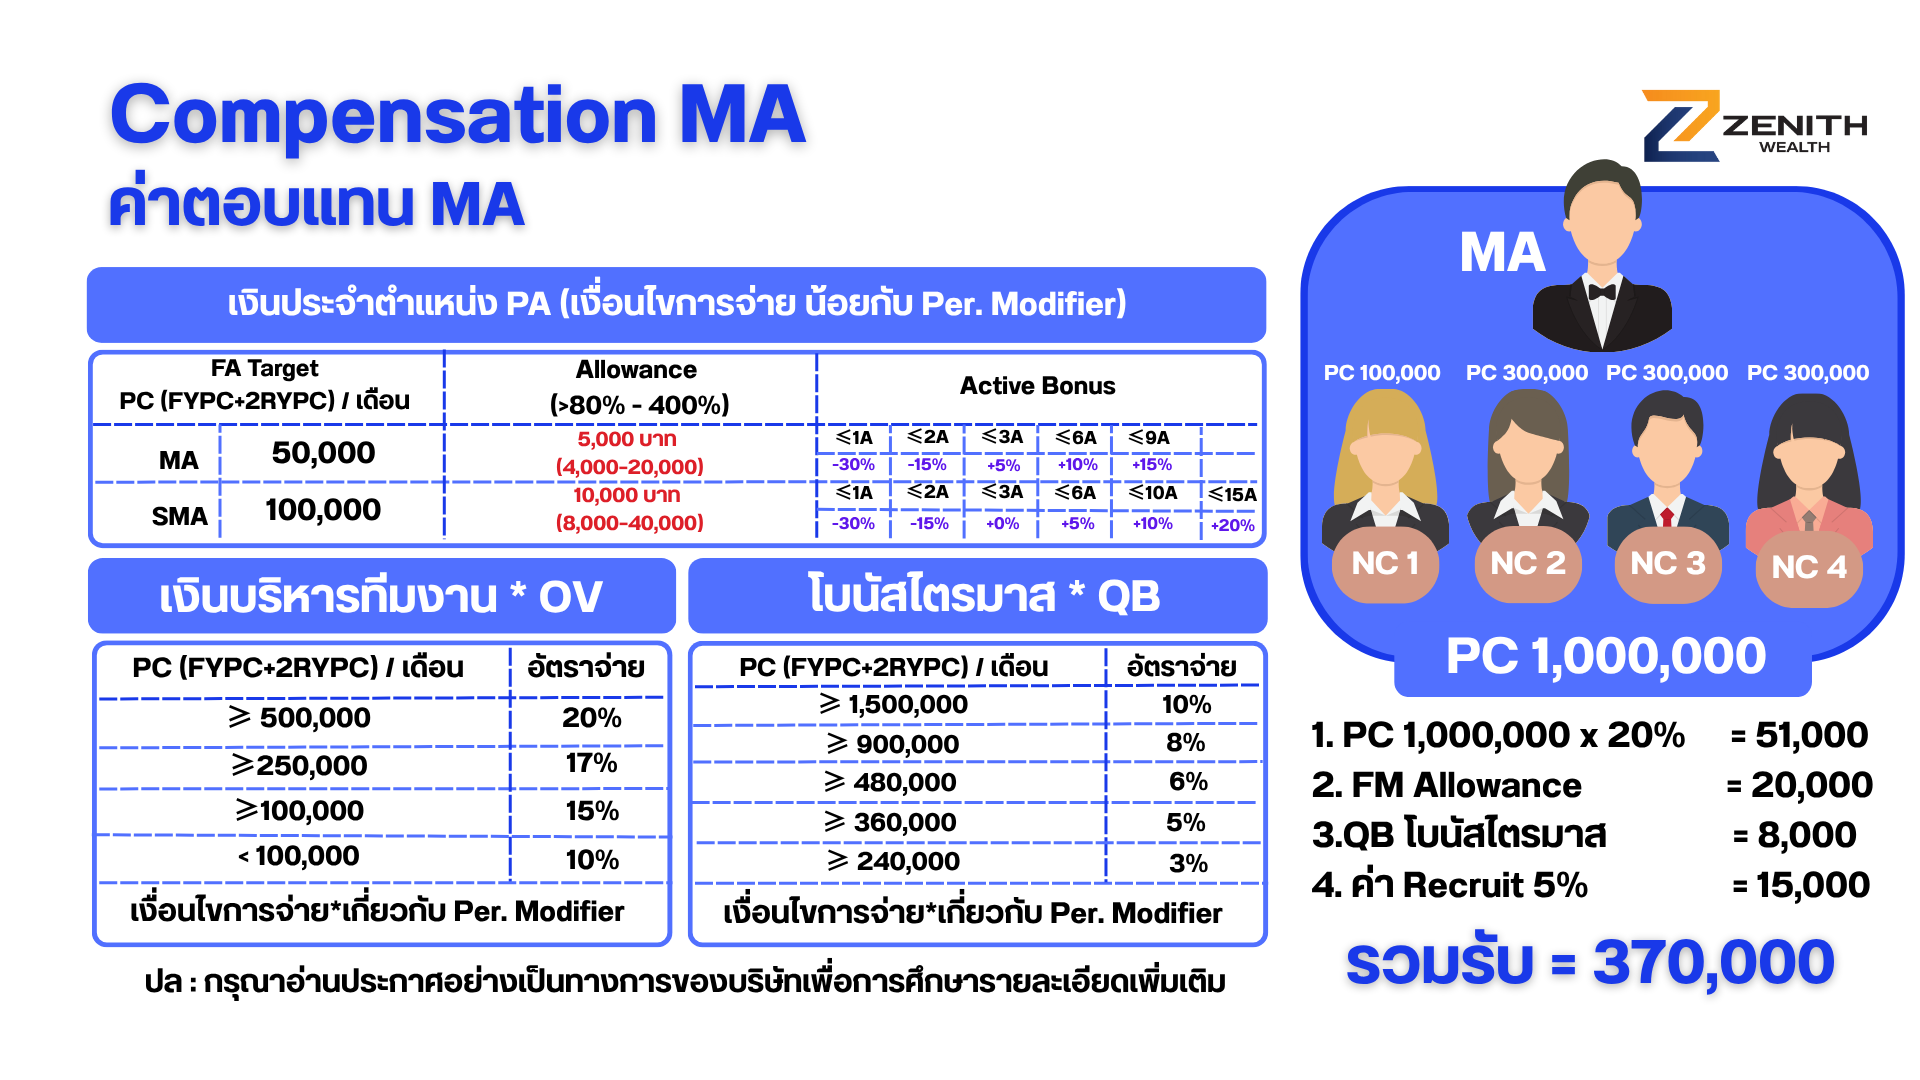 Compensation MA
ค่าตอบแทน MA
ZENITH
WEALTH
เงินประจำตำแหน่ง PA (เงื่อนไขการจ่าย น้อยกับ Per. Modifier)
FA Target
PC (FYPC+2RYPC) / เดือน
Allowance
(>80% - 400%)
Active Bonus
MA
50,000
5,000 บาท
(4,000-20,000)
⩽1A ⩽2A ⩽3A ⩽6A ⩽9A
-30% -15% +5% +10% +15%
SMA
100,000
10,000 บาท
(8,000-40,000)
⩽1A ⩽2A ⩽3A ⩽6A ⩽10A ⩽15A
-30% -15% +0% +5% +10% +20%
เงินบริหารทีมงาน * OV
PC (FYPC+2RYPC) / เดือน อัตราจ่าย
⩾ 500,000 20%
⩾250,000 17%
⩾100,000 15%
< 100,000 10%
เงื่อนไขการจ่าย*เกี่ยวกับ Per. Modifier
โบนัสไตรมาส * QB
PC (FYPC+2RYPC) / เดือน อัตราจ่าย
⩾ 1,500,000 10%
⩾ 900,000 8%
⩾ 480,000 6%
⩾ 360,000 5%
⩾ 240,000 3%
เงื่อนไขการจ่าย*เกี่ยวกับ Per. Modifier
ปล : กรุณาอ่านประกาศอย่างเป็นทางการของบริษัทเพื่อการศึกษารายละเอียดเพิ่มเติม
MA
PC 100,000 PC 300,000 PC 300,000 PC 300,000
NC 1 NC 2 NC 3 NC 4
PC 1,000,000
1. PC 1,000,000 x 20% = 51,000
2. FM Allowance = 20,000
3.QB โบนัสไตรมาส = 8,000
4. ค่า Recruit 5% = 15,000
รวมรับ = 370,000